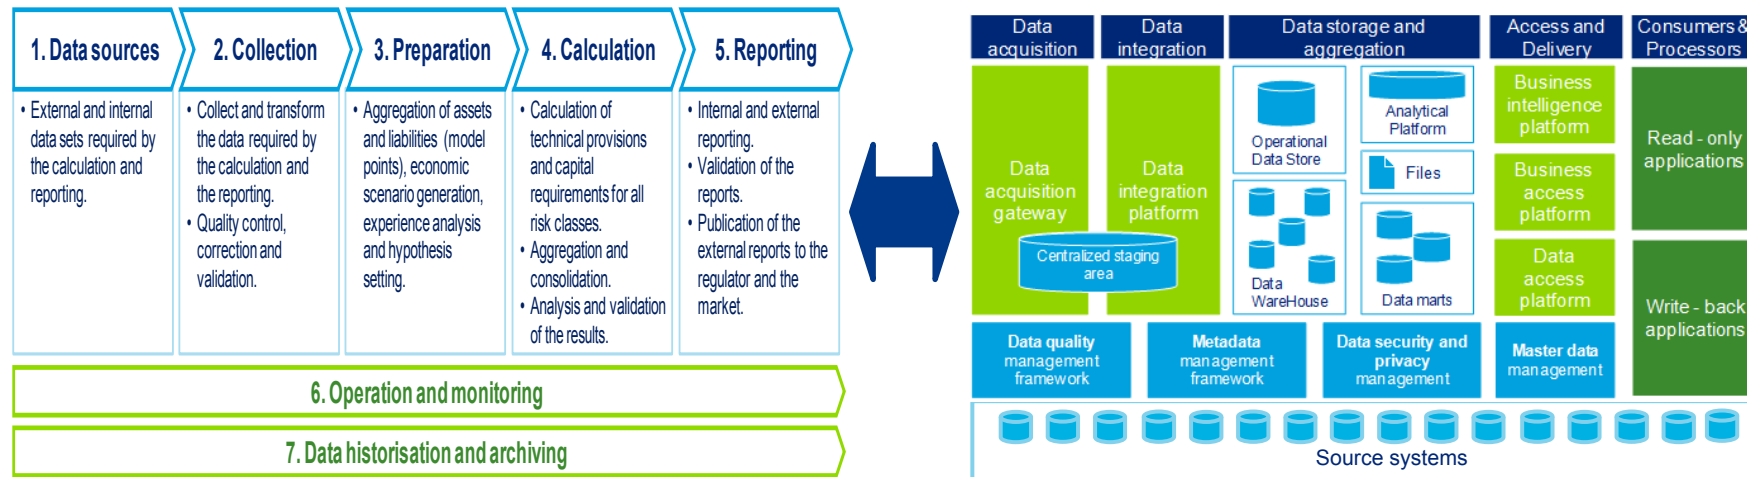 1. Data sources
2. Collection
3. Preparation
4. Calculation
5. Reporting
• External and internal
data sets required by
the calculation and
reporting.
• Collect and transform
the data required by
the calculation and
the reporting.
• Quality control,
correction and
validation.
• Aggregation of assets
and liabilities (model
points), economic
scenario generation,
experience analysis
and hypothesis
setting.
• Calculation of
technical provisions
and capital
requirements for all
risk classes.
• Aggregation and
consolidation.
• Analysis and validation
of the results.
• Internal and external
reporting.
• Validation of the
reports.
• Publication of the
external reports to the
regulator and the
market.
6. Operation and monitoring
7. Data historisation and archiving
Data
acquisition
Data
integration
Data storage and
aggregation
Access and
Delivery
Consumers &
Processors
Data
acquisition
gateway
Data
integration
platform
Centralized staging
area
Operational
Data Store
Analytical
Platform
Files
Data
WareHouse
Data marts
Business
intelligence
platform
Business
access
platform
Data
access
platform
Read - only
applications
Write - back
applications
Data quality
management
framework
Metadata
management
framework
Data security and
privacy
management
Master data
management
Source systems